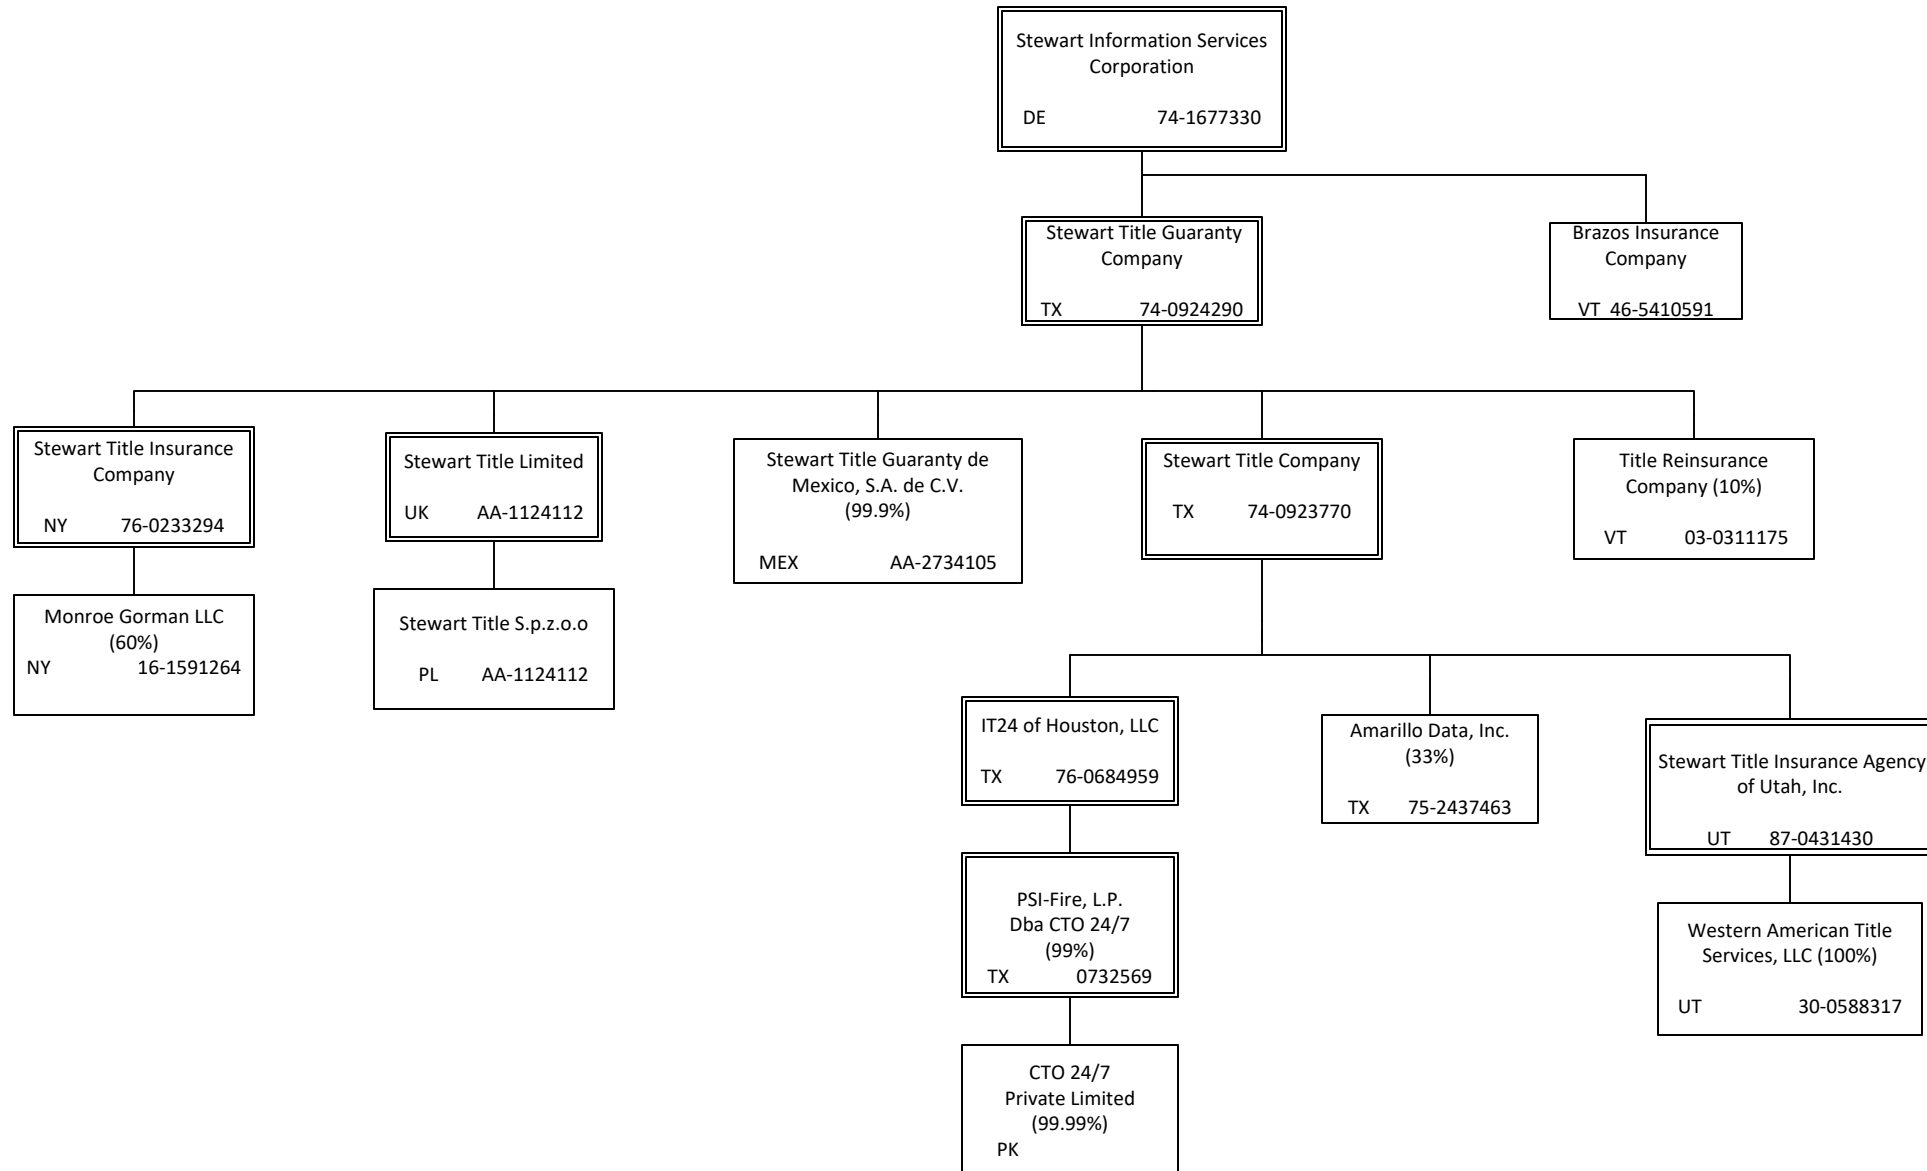 Stewart Information Services
Corporation
DE 74-1677330
Stewart Title Guaranty
Company
TX 74-0924290
Brazos Insurance
Company
VT 46-5410591
Stewart Title Insurance
Company
NY 76-0233294
Stewart Title Limited
UK AA-1124112
Stewart Title Guaranty de
Mexico, S.A. de C.V.
(99.9%)
MEX AA-2734105
Stewart Title Company
TX 74-0923770
Title Reinsurance
Company (10%)
VT 03-0311175
Monroe Gorman LLC
(60%)
NY 16-1591264
Stewart Title S.p.z.o.o
PL AA-1124112
IT24 of Houston, LLC
TX 76-0684959
Amarillo Data, Inc.
(33%)
TX 75-2437463
Stewart Title Insurance Agency
of Utah, Inc.
UT 87-0431430
PSI-Fire, L.P.
Dba CTO 24/7
(99%)
TX 0732569
Western American Title
Services, LLC (100%)
UT 30-0588317
CTO 24/7
Private Limited
(99.99%)
PK